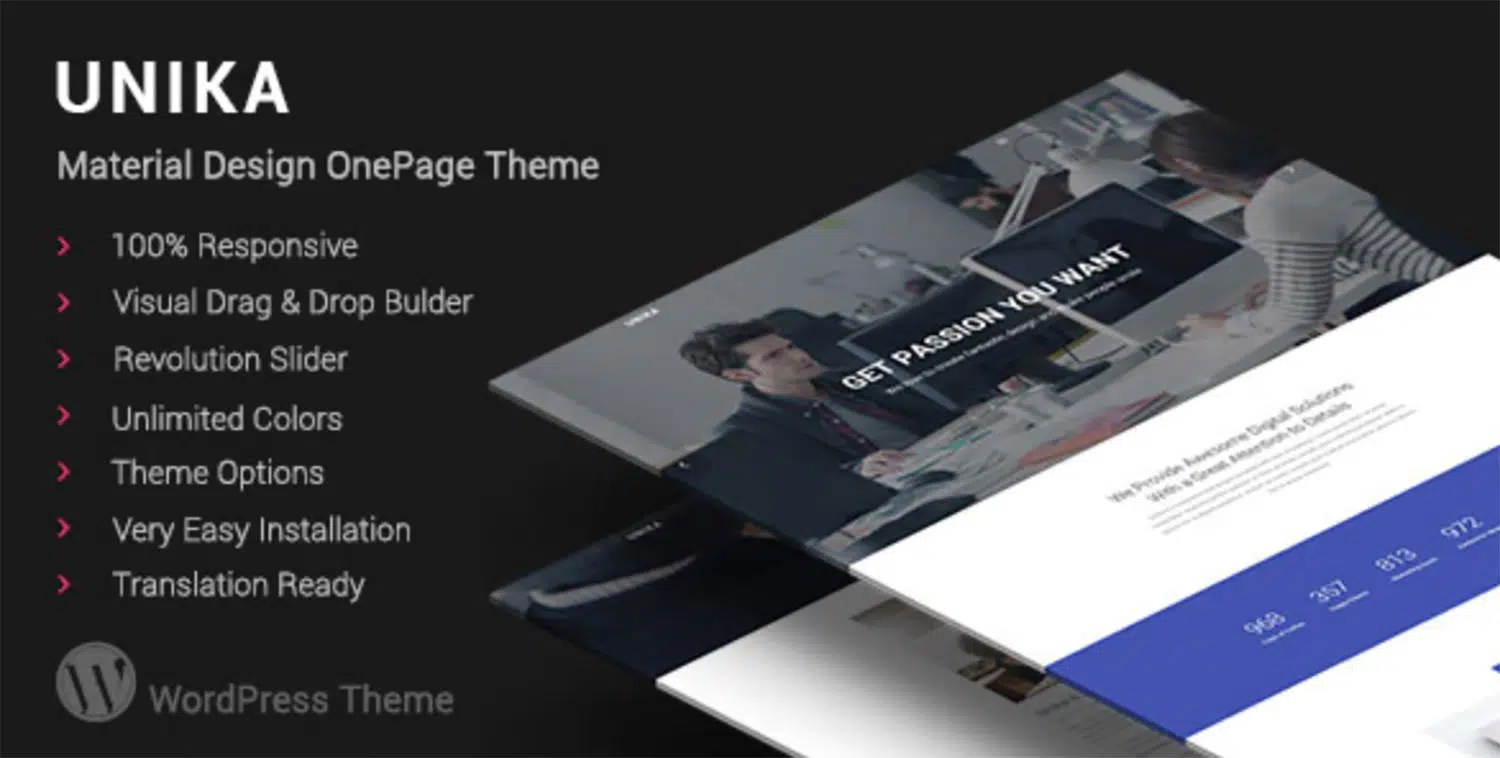 UNIKA
Material Design OnePage Theme
100% Responsive
Visual Drag & Drop Bulder
Revolution Slider
Unlimited Colors
Theme Options
Very Easy Installation
Translation Ready
WordPress Theme
UNIKA
GET PASSION YOU WANT
We Provide Awesome Digital Solutions
With a Great Attention to Details
968
357
813
972
UNIKA